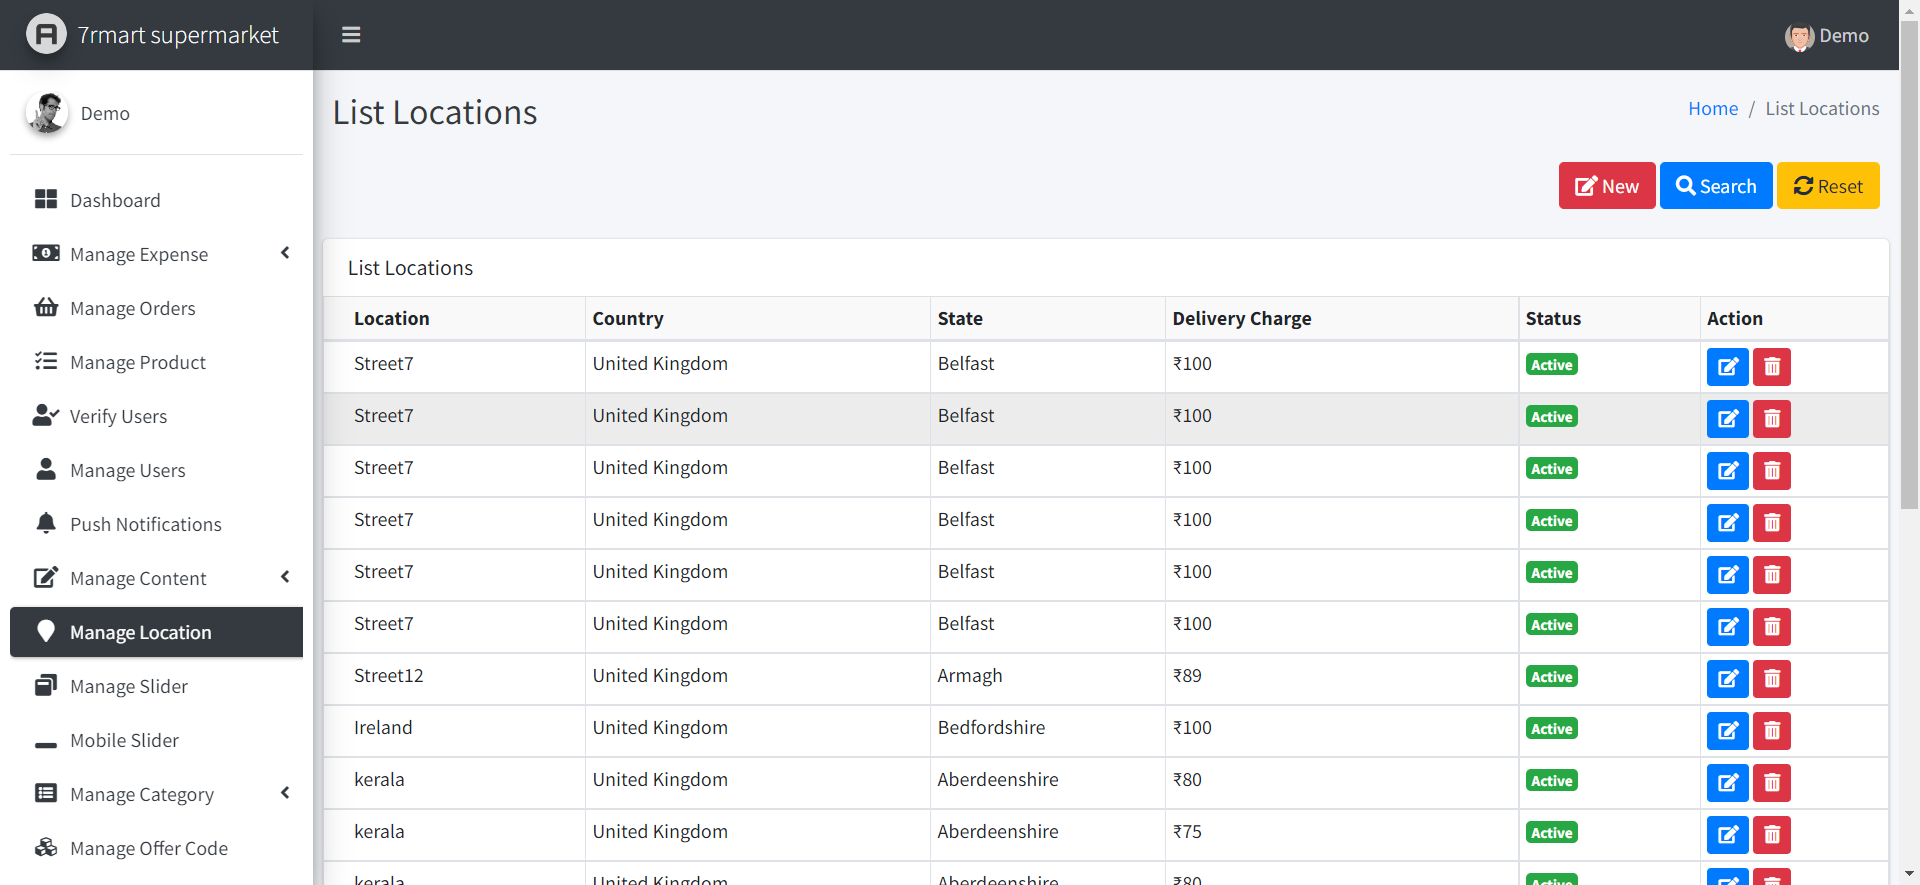 7rmart supermarket
Demo
Demo
List Locations
Home / List Locations
New Search Reset
Dashboard
Manage Expense
Manage Orders
Manage Product
Verify Users
Manage Users
Push Notifications
Manage Content
Manage Location
Manage Slider
Mobile Slider
Manage Category
Manage Offer Code
List Locations
Location Country State Delivery Charge Status Action
Street7 United Kingdom Belfast ₹100 Active
Street7 United Kingdom Belfast ₹100 Active
Street7 United Kingdom Belfast ₹100 Active
Street7 United Kingdom Belfast ₹100 Active
Street7 United Kingdom Belfast ₹100 Active
Street7 United Kingdom Belfast ₹100 Active
Street12 United Kingdom Armagh ₹89 Active
Ireland United Kingdom Bedfordshire ₹100 Active
kerala United Kingdom Aberdeenshire ₹80 Active
kerala United Kingdom Aberdeenshire ₹75 Active
kerala United Kingdom Aberdeenshire ₹80 Active